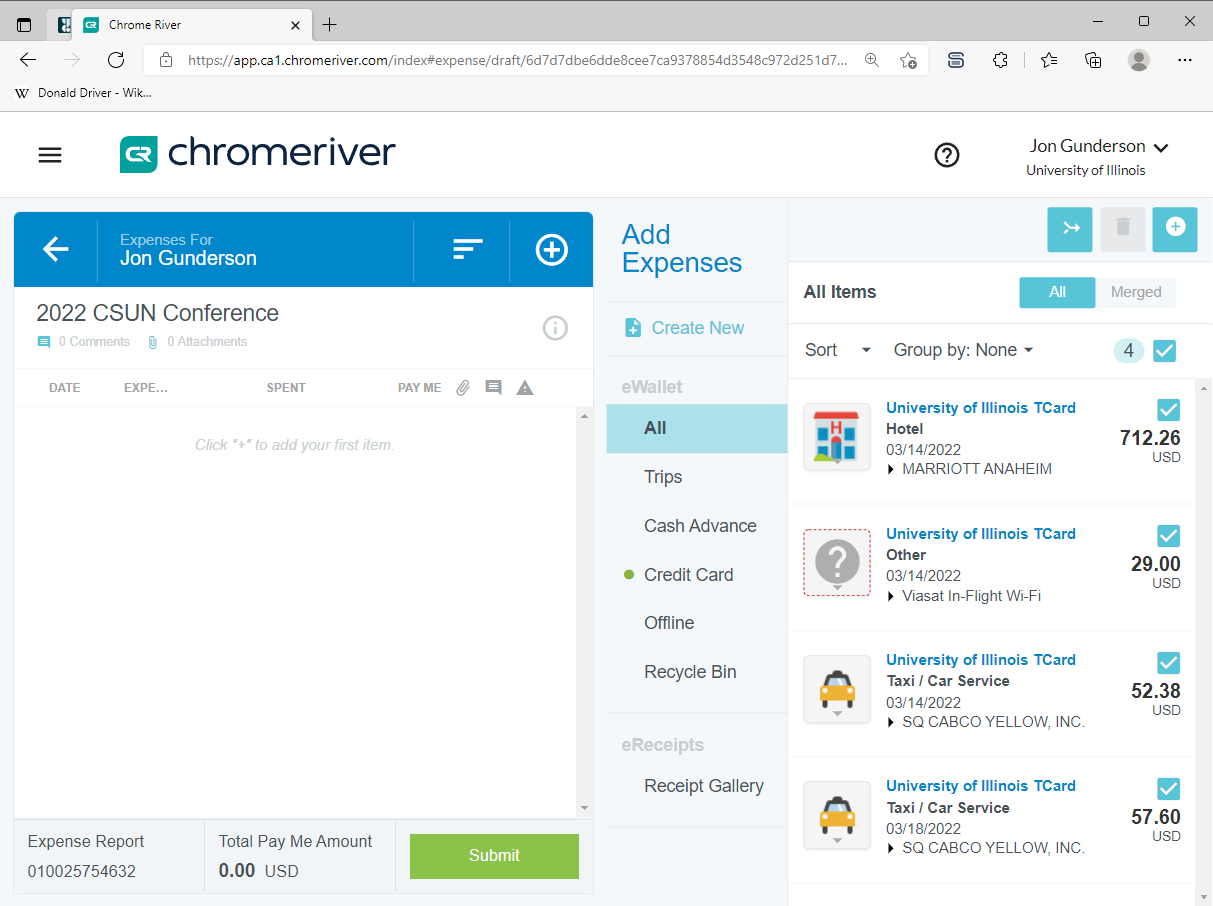 Chrome River
https://app.ca1.chromeriver.com/index#expense/draft/6d7d7dbe6dde8cee7ca9378854d3548c972d251d7...
W Donald Driver - Wik...
CR chromeriver
Jon Gunderson
University of Illinois
Expenses For
Jon Gunderson
2022 CSUN Conference
0 Comments 0 Attachments
DATE EXPE... SPENT PAY ME
Click "+" to add your first item.
Expense Report
010025754632
Total Pay Me Amount
0.00 USD
Submit
Add
Expenses
Create New
eWallet
All
Trips
Cash Advance
Credit Card
Offline
Recycle Bin
eReceipts
Receipt Gallery
All Items
All Merged
Sort Group by: None 4
University of Illinois TCard
Hotel
712.26
03/14/2022
USD
MARRIOTT ANAHEIM
University of Illinois TCard
Other
29.00
03/14/2022
USD
Viasat In-Flight Wi-Fi
University of Illinois TCard
Taxi / Car Service
52.38
03/14/2022
USD
SQ CABCO YELLOW, INC.
University of Illinois TCard
Taxi / Car Service
57.60
03/18/2022
USD
SQ CABCO YELLOW, INC.